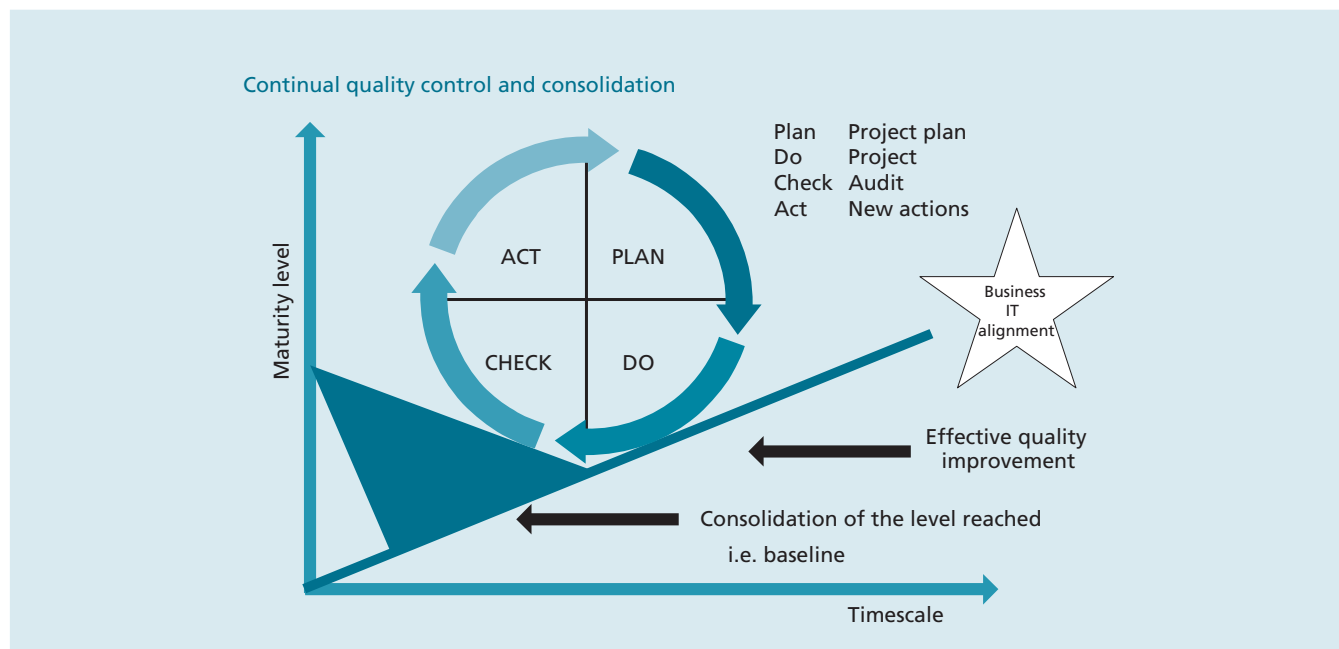 Continual quality control and consolidation
Plan Project plan
Do Project
Check Audit
Act New actions
Maturity level
ACT
PLAN
CHECK
DO
Business
IT
alignment
Effective quality
improvement
Consolidation of the level reached
i.e. baseline
Timescale